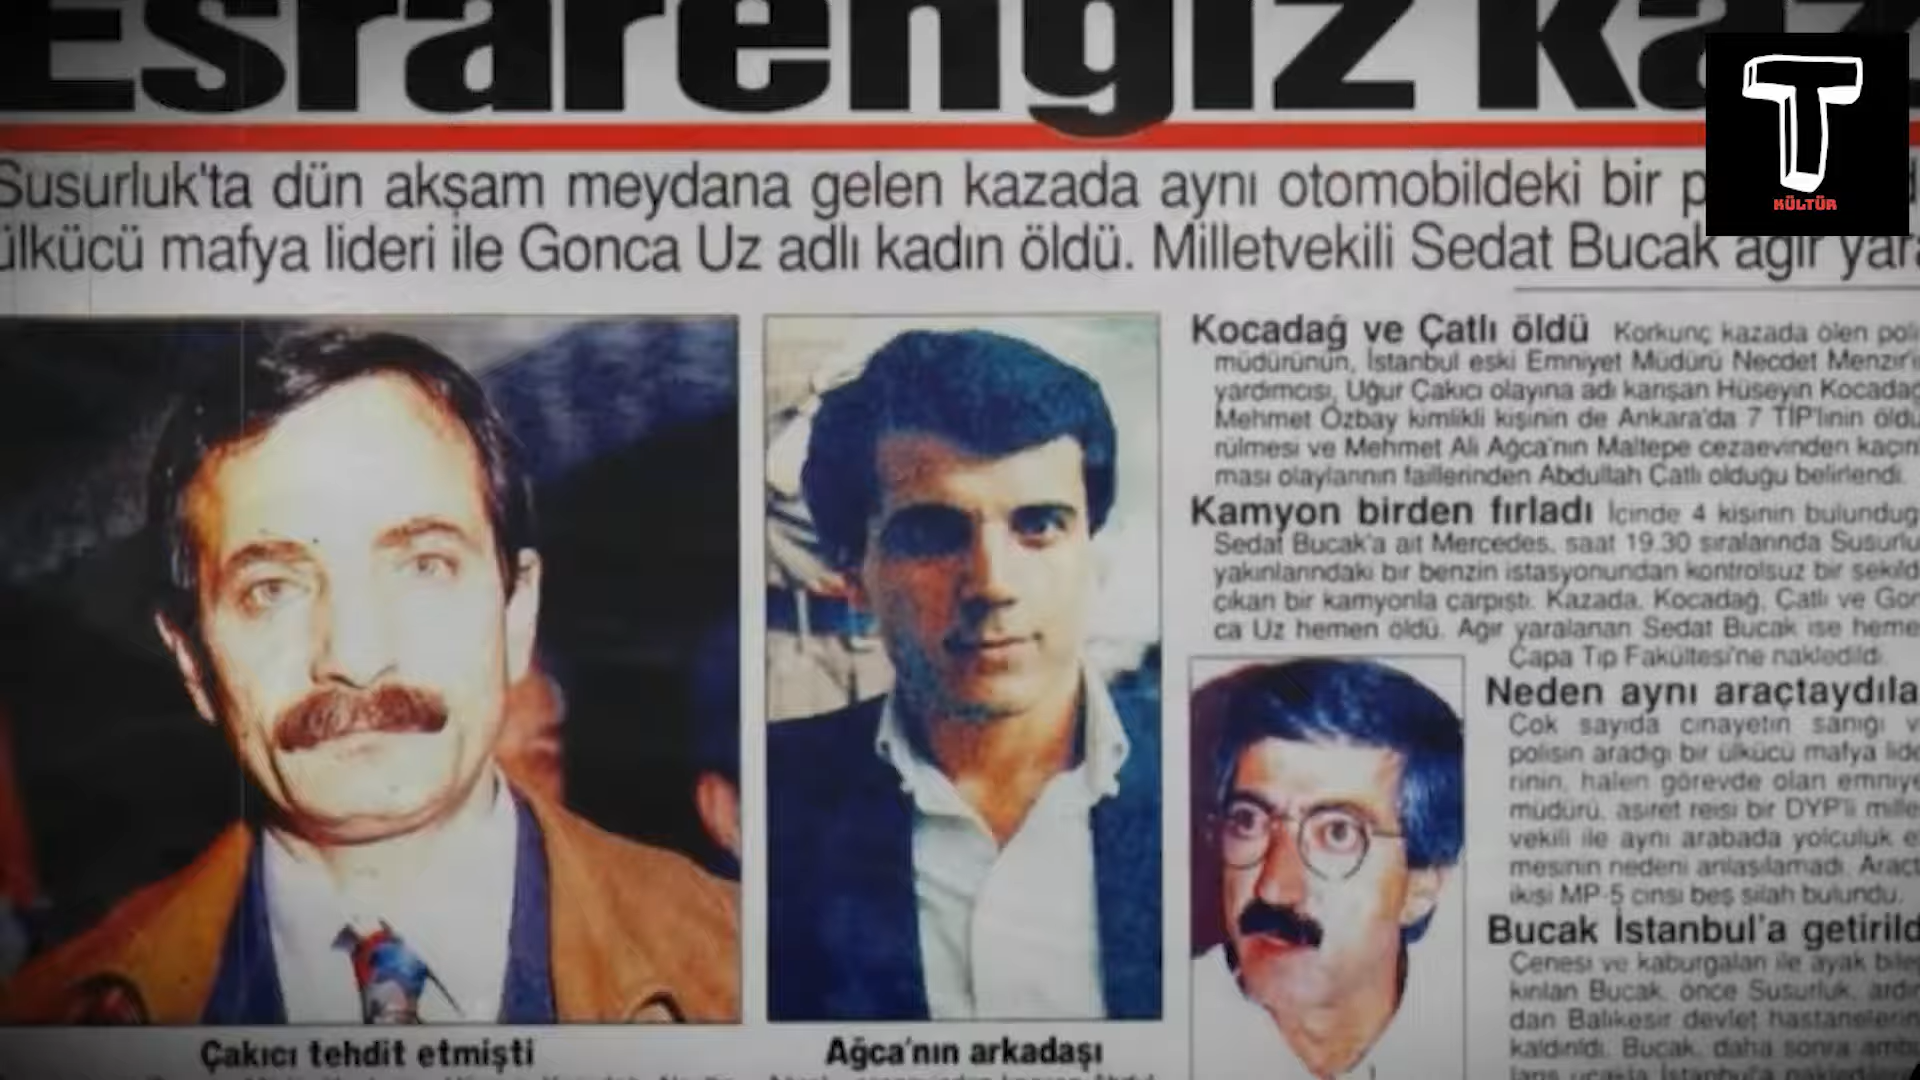 Esrarengiz kaz
KÜLTÜR
Susurluk'ta dün akşam meydana gelen kazada aynı otomobildeki bir p
ülkücü mafya lideri ile Gonca Uz adlı kadın öldü. Milletvekili Sedat Bucak ağır yara
Kocadağ ve Çatlı öldü Korkunç kazada ölen poli
müdürünün, İstanbul eski Emniyet Müdürü Necdet Menzir'in
yardımcısı, Uğur Çakıcı olayına adı karışan Hüseyin Kocadağ
Mehmet Özbay kimlikli kişinin de Ankara'da 7 TİP'linin öldü
rülmesi ve Mehmet Ali Ağca'nın Maltepe cezaevinden kaçırıl
ması olaylarının faillerinden Abdullah Çatlı olduğu belirlendi.
Kamyon birden fırladı İçinde 4 kişinin bulunduğ
Sedat Bucak'a ait Mercedes, saat 19.30 sıralarında Susurlu
yakınlarındaki bir benzin istasyonundan kontrolsuz bir şekild
çıkan bir kamyonla çarpıştı. Kazada, Kocadağ, Çatlı ve Gon
ca Uz hemen öldü. Ağır yaralanan Sedat Bucak ise heme
Çapa Tıp Fakültesi'ne nakledildi.
Neden aynı araçtaydıla
Çok sayıda cinayetin sanığı v
polisin aradığı bir ülkücü mafya lide
rinin, halen görevde olan emniye
müdürü, aşiret reisi bir DYP'li mille
vekili ile aynı arabada yolculuk e
mesinin nedeni anlaşılamadı. Araçt
ikisi MP-5 cinsi beş silah bulundu.
Bucak İstanbul'a getirild
Çenesi ve kaburgaları ile ayak bile
kırılan Bucak, önce Susurluk, ardın
dan Balıkesir devlet hastanelerin
kaldırıldı. Bucak, daha sonra ambu
lans uçakla İstanbul'a
Çakıcı tehdit etmişti
Ağca'nın arkadaşı